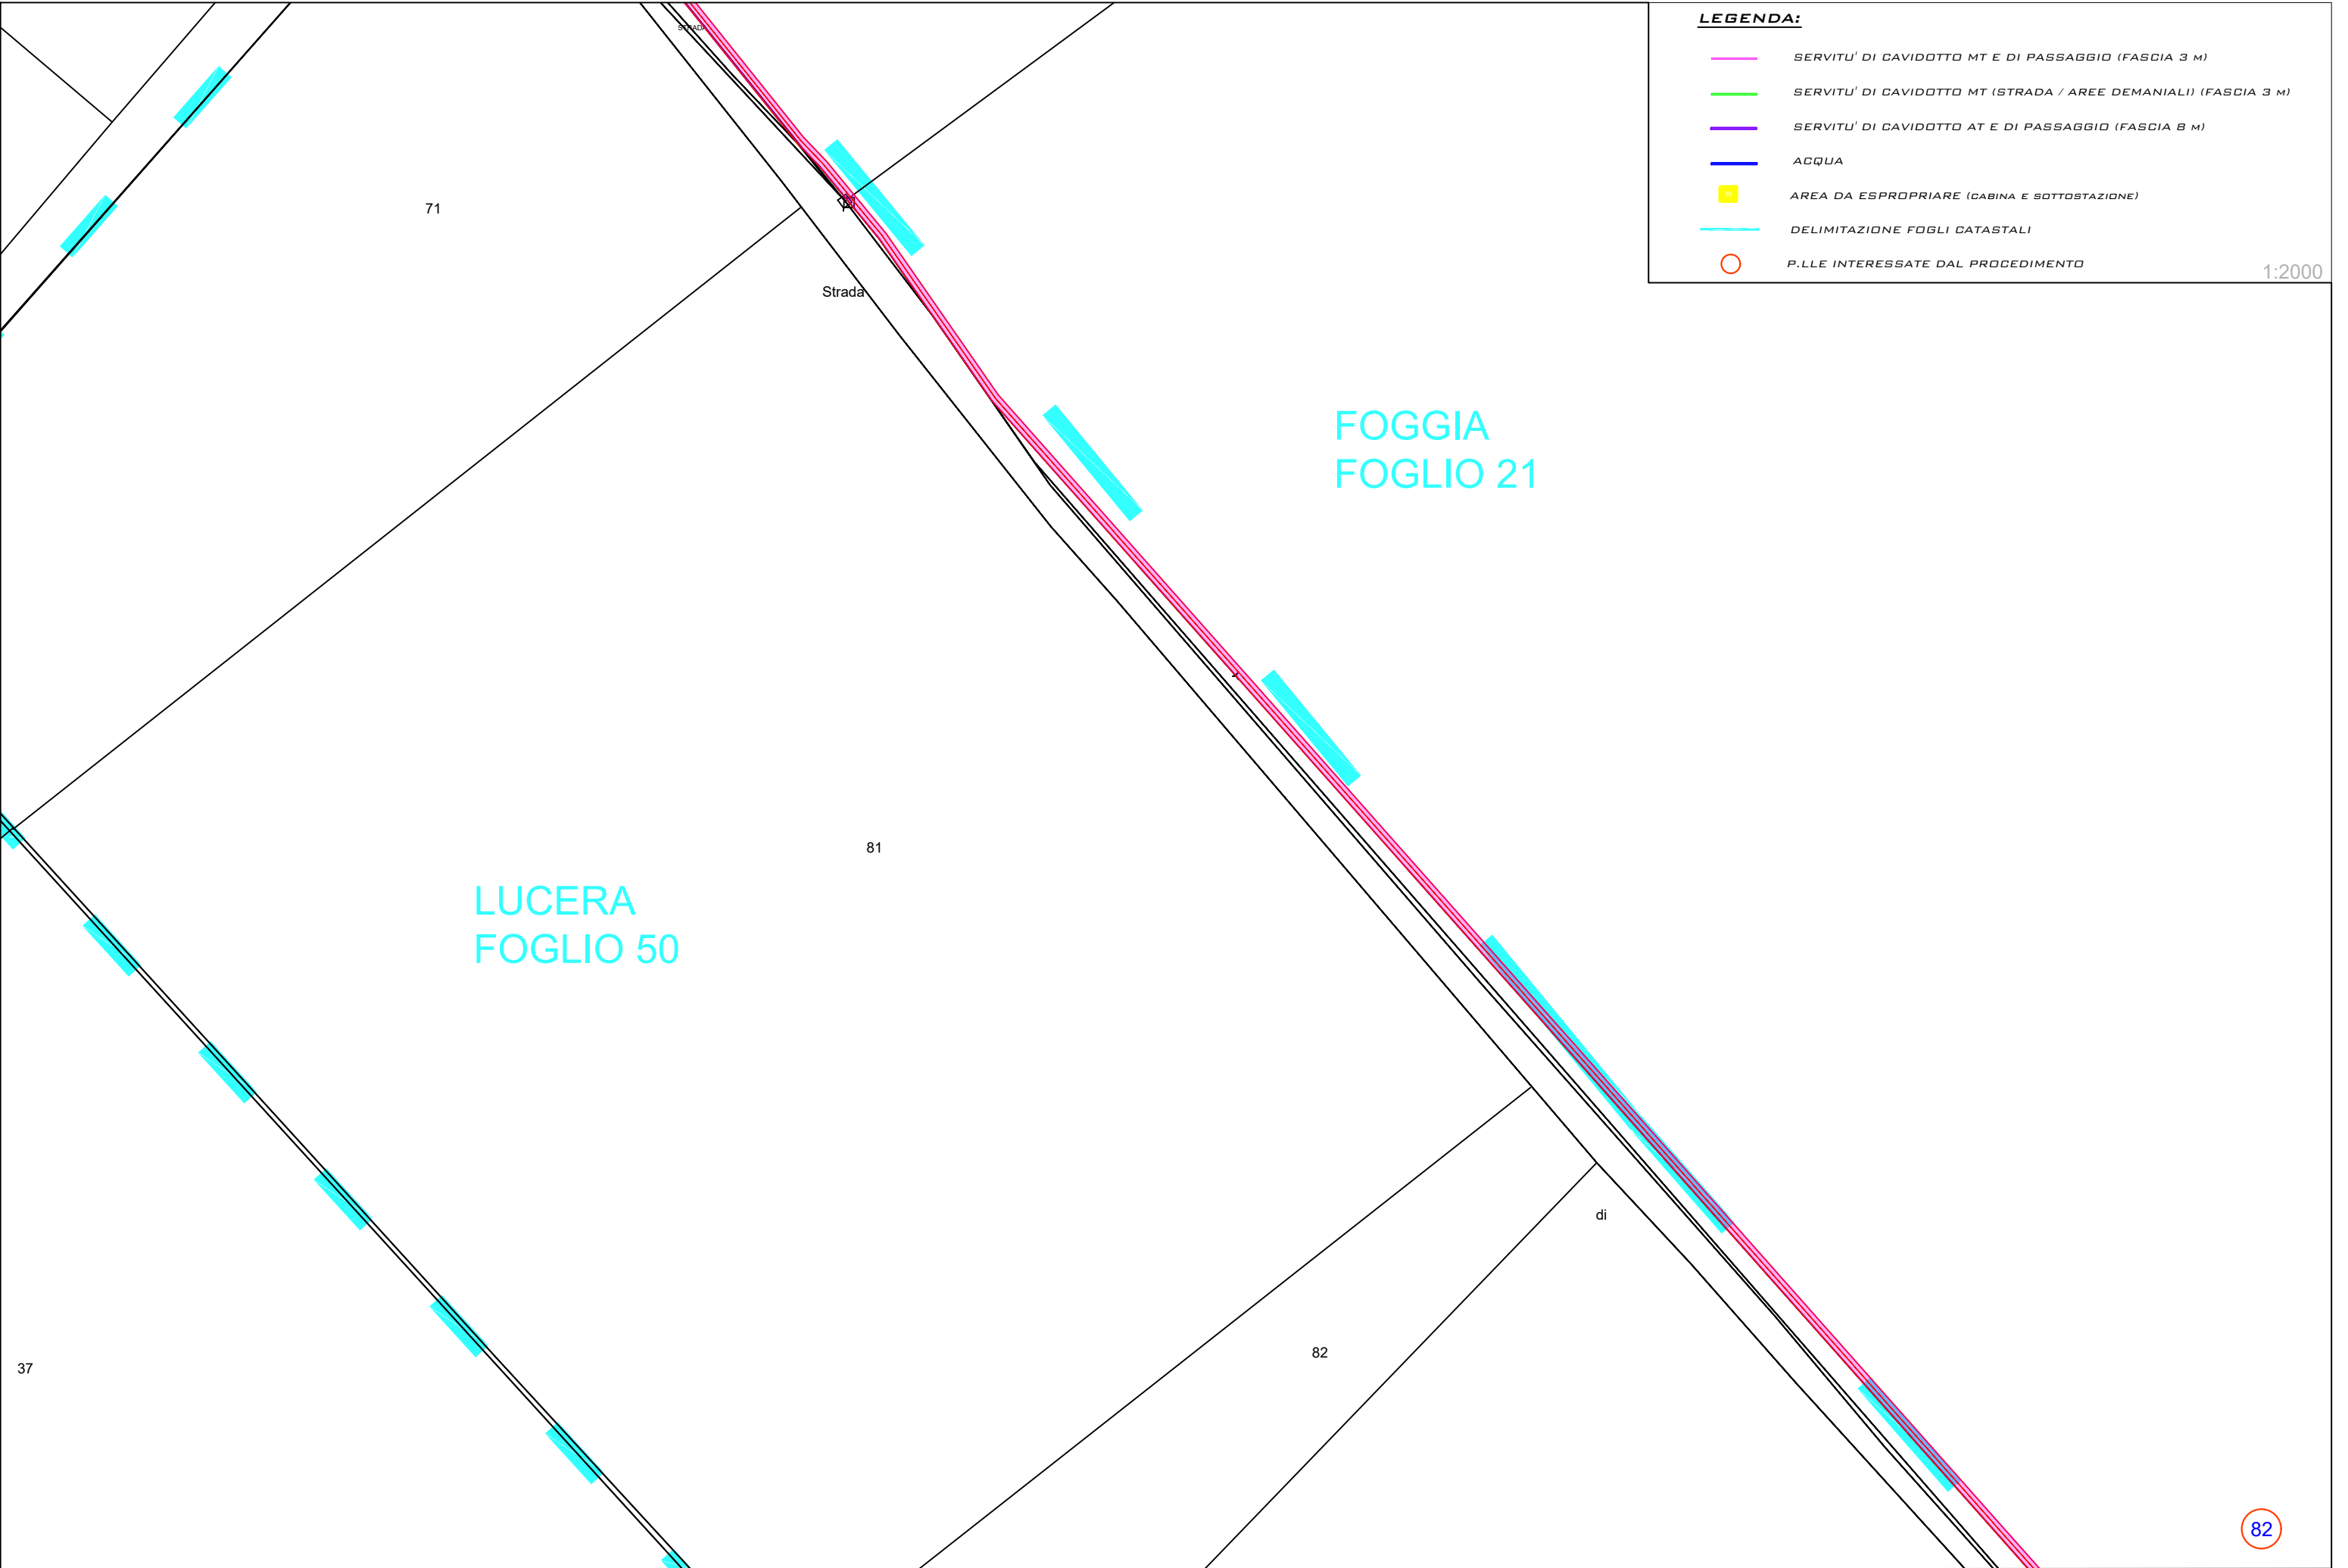 LEGENDA:
SERVITU' DI CAVIDOTTO MT E DI PASSAGGIO (FASCIA 3 M)
SERVITU' DI CAVIDOTTO MT (STRADA / AREE DEMANIALI) (FASCIA 3 M)
SERVITU' DI CAVIDOTTO AT E DI PASSAGGIO (FASCIA 8 M)
ACQUA
AREA DA ESPROPRIARE (CABINA E SOTTOSTAZIONE)
DELIMITAZIONE FOGLI CATASTALI
P.LLE INTERESSATE DAL PROCEDIMENTO
1:2000
STRADA
71
Strada
FOGGIA
FOGLIO 21
81
LUCERA
FOGLIO 50
di
82
37
82